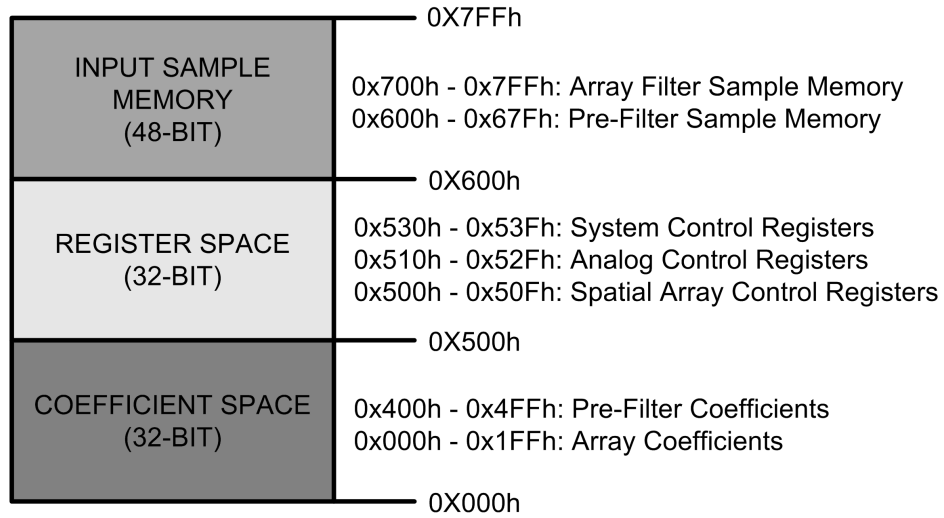 0X7FFh
INPUT SAMPLE
MEMORY
(48-BIT)
0x700h - 0x7FFh: Array Filter Sample Memory
0x600h - 0x67Fh: Pre-Filter Sample Memory
0X600h
REGISTER SPACE
(32-BIT)
0x530h - 0x53Fh: System Control Registers
0x510h - 0x52Fh: Analog Control Registers
0x500h - 0x50Fh: Spatial Array Control Registers
0X500h
COEFFICIENT SPACE
(32-BIT)
0x400h - 0x4FFh: Pre-Filter Coefficients
0x000h - 0x1FFh: Array Coefficients
0X000h